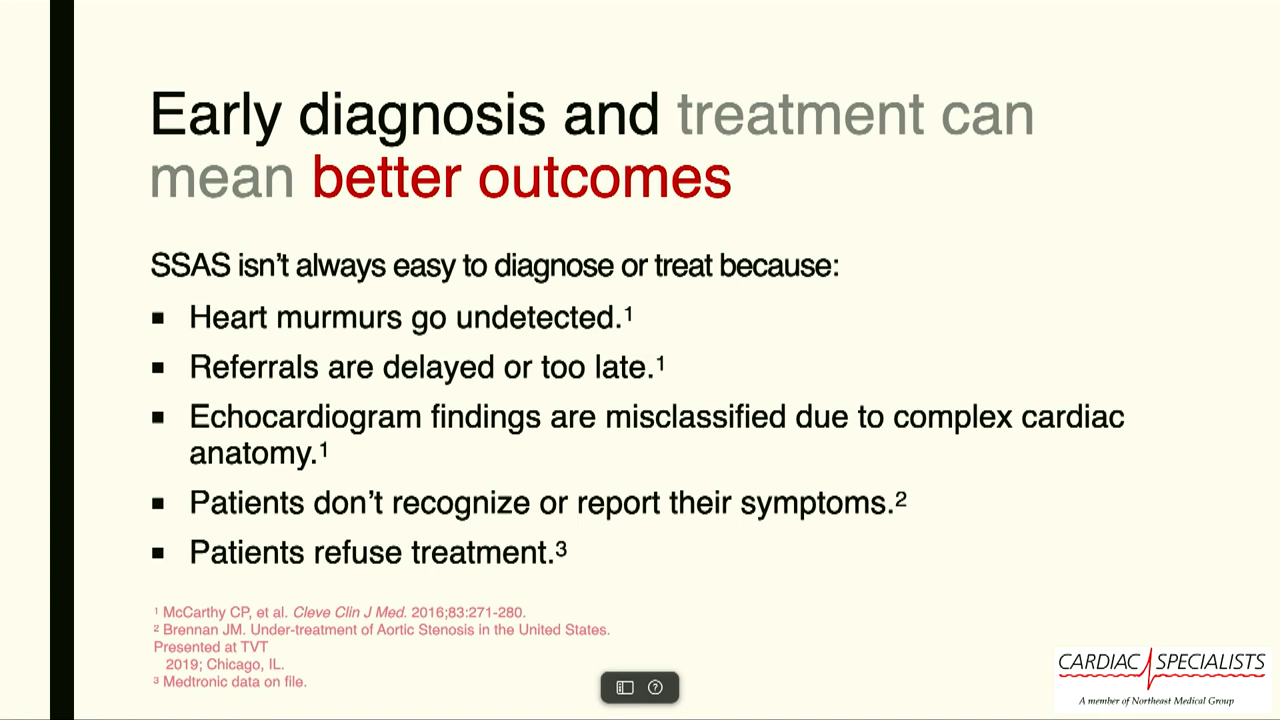 Early diagnosis and treatment can
mean better outcomes
SSAS isn't always easy to diagnose or treat because:
▪ Heart murmurs go undetected.¹
▪ Referrals are delayed or too late.¹
▪ Echocardiogram findings are misclassified due to complex cardiac
anatomy.¹
▪ Patients don't recognize or report their symptoms.²
▪ Patients refuse treatment.³
¹ McCarthy CP, et al. Cleve Clin J Med. 2016;83:271-280.
² Brennan JM. Under-treatment of Aortic Stenosis in the United States.
Presented at TVT
2019; Chicago, IL.
³ Medtronic data on file.
CARDIAC SPECIALISTS
A member of Northeast Medical Group